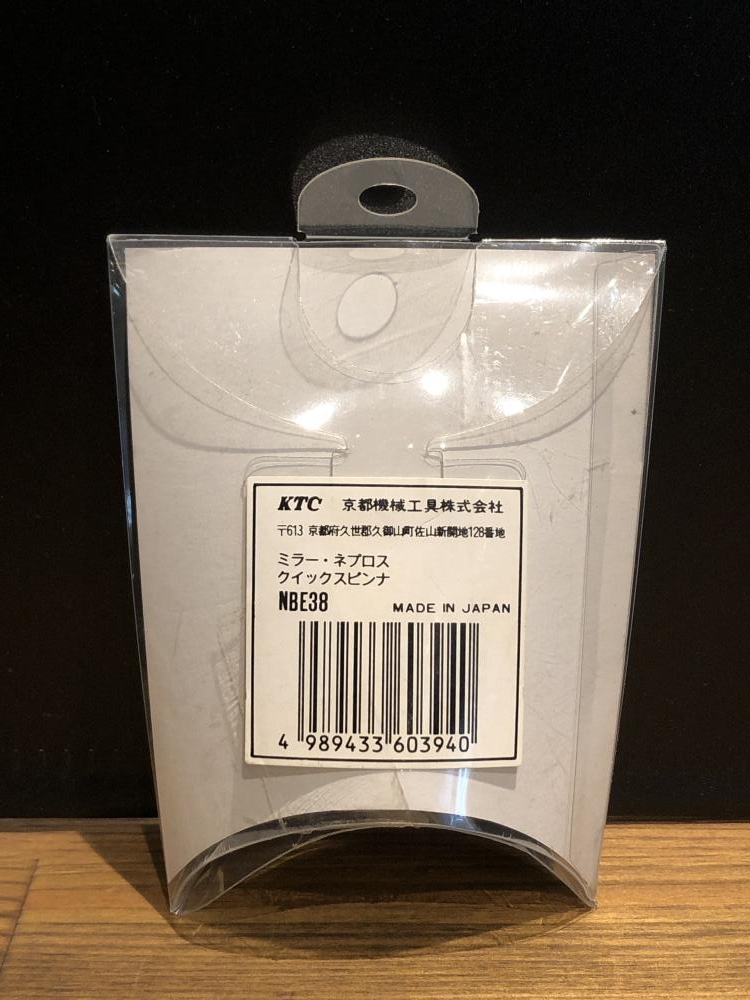 KTC 京都機械工具株式会社
〒613 京都府久世郡久御山町佐山新開地128番地
ミラー・ネプロス
クイックスピンナ
NBE38 MADE IN JAPAN
4 989433 603940